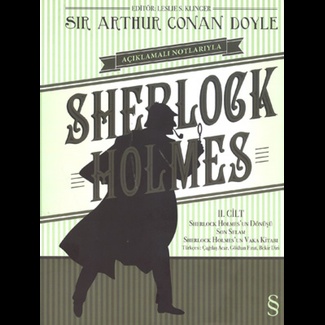 EDİTÖR: LESLIE S. KLINGER
SIR ARTHUR CONAN DOYLE
AÇIKLAMALI NOTLARIYLA
SHERLOCK
HOLMES
II. CİLT
SHERLOCK HOLMES'UN DÖNÜŞÜ
SON SELAM
SHERLOCK HOLMES'UN VAKA KİTABI
Türkçesi:
S